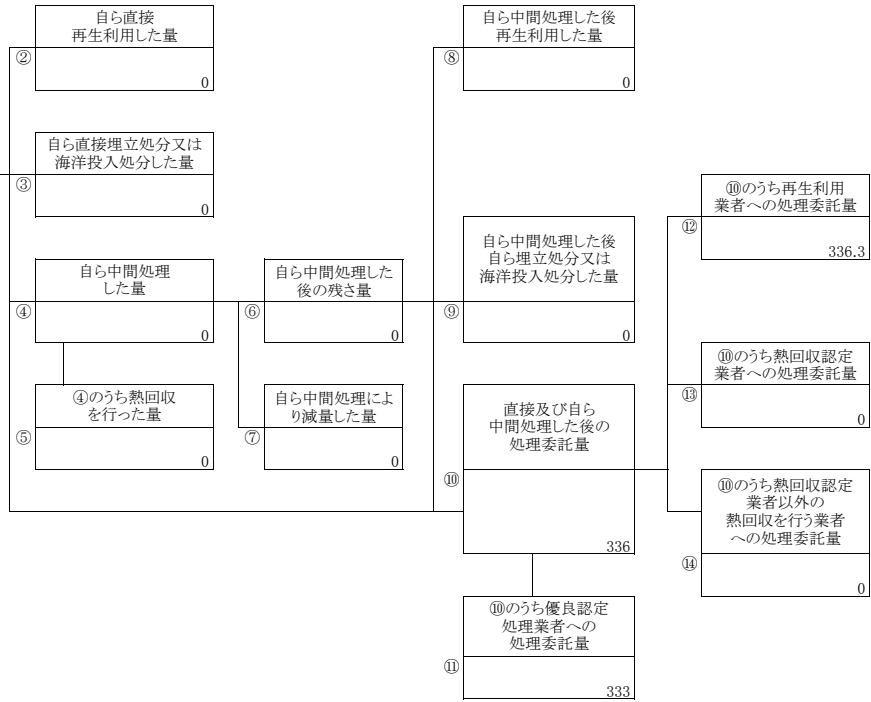 自ら直接
再生利用した量
②
0
自ら直接埋立処分又は
海洋投入処分した量
③
0
自ら中間処理
した量
④
0
④のうち熱回収
を行った量
⑤
0
自ら中間処理した
後の残さ量
⑥
0
自ら中間処理によ
り減量した量
⑦
0
自ら中間処理した後
再生利用した量
⑧
0
自ら中間処理した後
自ら埋立処分又は
海洋投入処分した量
⑨
0
直接及び自ら
中間処理した後の
処理委託量
⑩
336
⑩のうち優良認定
処理業者への
処理委託量
⑪
333
⑩のうち再生利用
業者への処理委託量
⑫
336.3
⑩のうち熱回収認定
業者への処理委託量
⑬
0
⑩のうち熱回収認定
業者以外の
熱回収を行う業者
への処理委託量
⑭
0